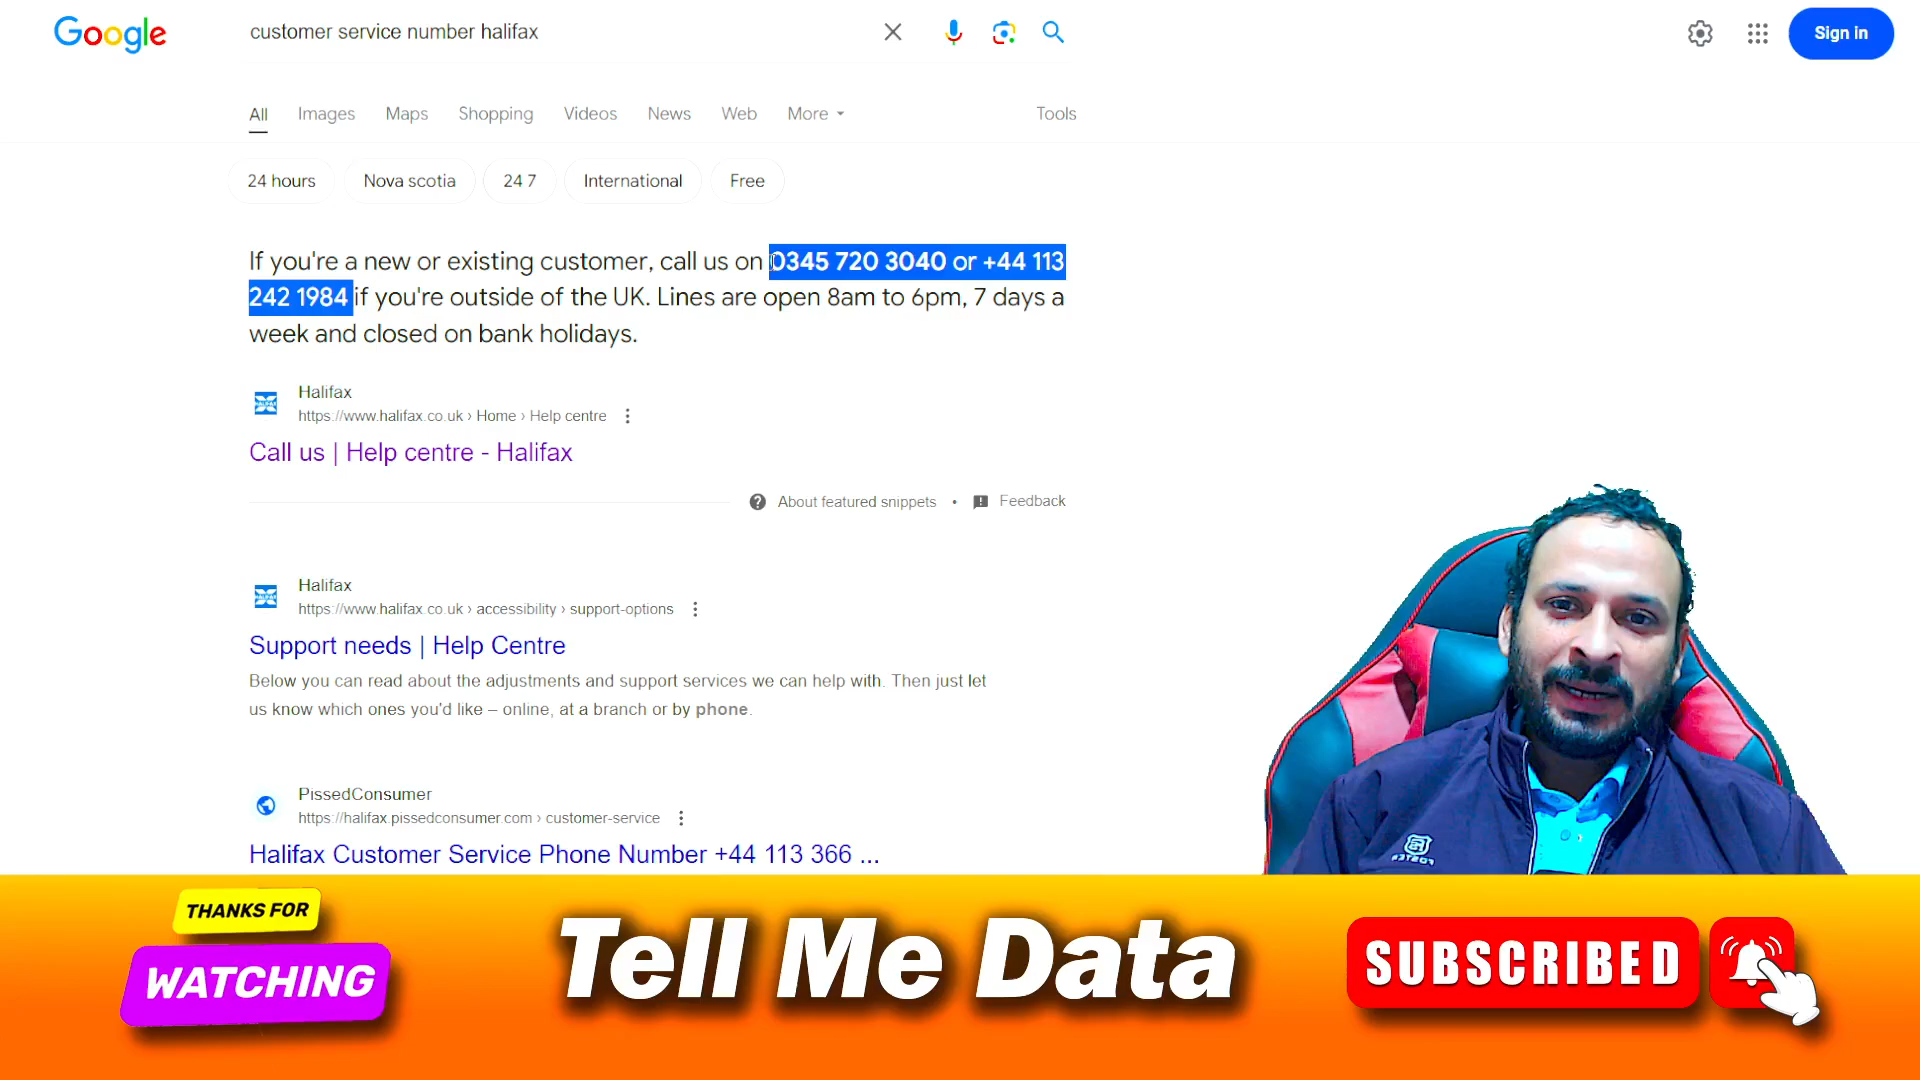 Google
customer service number halifax
Sign in
All Images Maps Shopping Videos News Web More Tools
24 hours Nova scotia 24 7 International Free
If you're a new or existing customer, call us on 0345 720 3040 or +44 113
242 1984 if you're outside of the UK. Lines are open 8am to 6pm, 7 days a
week and closed on bank holidays.
Halifax
https://www.halifax.co.uk › Home › Help centre
Call us | Help centre - Halifax
About featured snippets • Feedback
Halifax
https://www.halifax.co.uk › accessibility › support-options
Support needs | Help Centre
Below you can read about the adjustments and support services we can help with. Then just let
us know which ones you'd like – online, at a branch or by phone.
PissedConsumer
https://halifax.pissedconsumer.com › customer-service
Halifax Customer Service Phone Number +44 113 366 ...
THANKS FOR
WATCHING
Tell Me Data
SUBSCRIBED